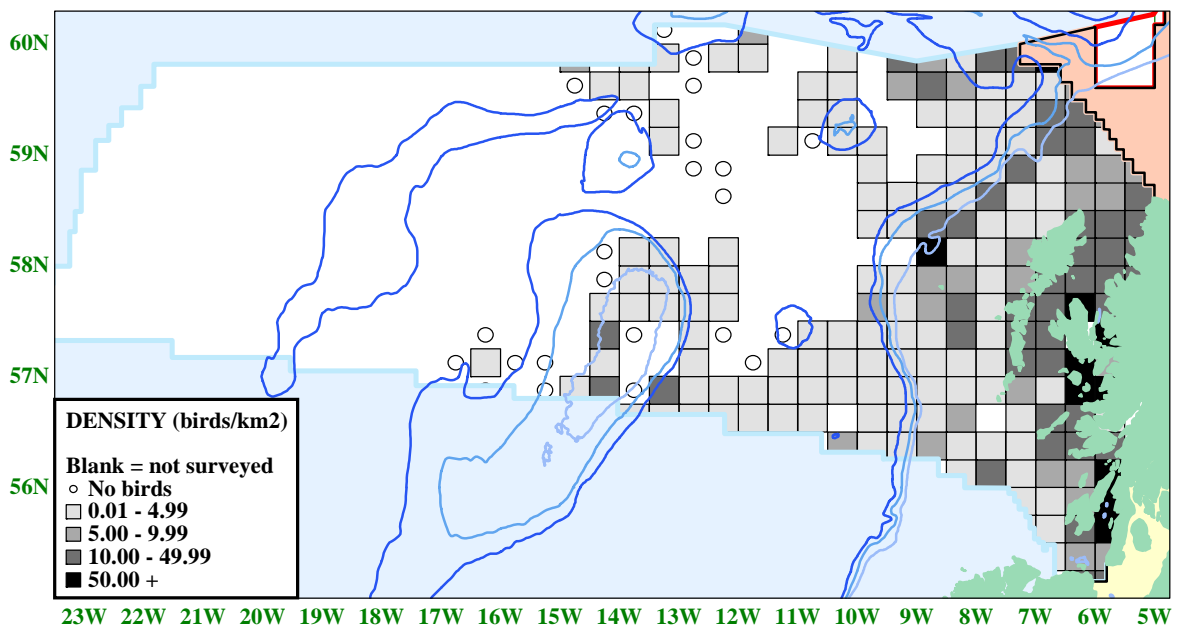 60N
59N
58N
57N
56N
DENSITY (birds/km2)
Blank = not surveyed
No birds
0.01 - 4.99
5.00 - 9.99
10.00 - 49.99
50.00 +
23W 22W 21W 20W 19W 18W 17W 16W 15W 14W 13W 12W 11W 10W 9W 8W 7W 6W 5W